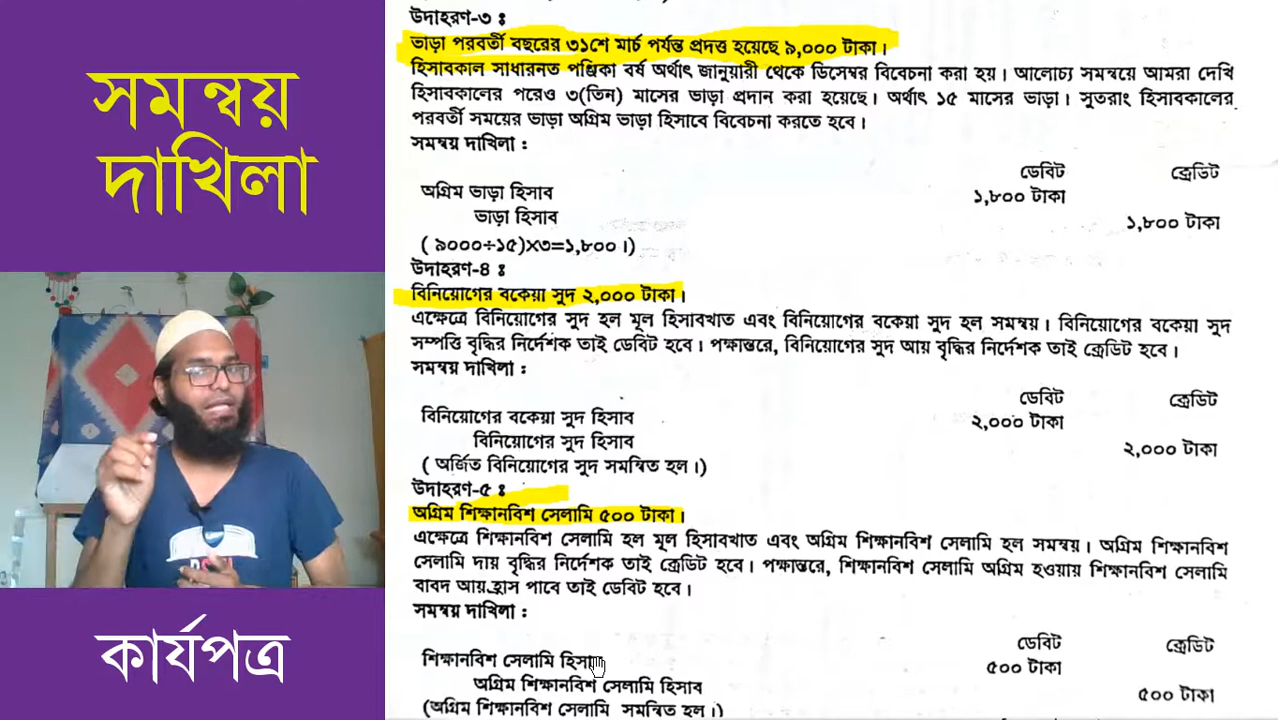 সমন্বয়
দাখিলা
কার্যপত্র
উদাহরণ-৩ ঃ
ভাড়া পরবর্তী বছরের ৩১শে মার্চ পর্যন্ত প্রদত্ত হয়েছে ৯,০০০ টাকা।
হিসাবকাল সাধারনত পঞ্জিকা বর্ষ অর্থাৎ জানুয়ারী থেকে ডিসেম্বর বিবেচনা করা হয়। আলোচ্য সমন্বয়ে আমরা দেখি
হিসাবকালের পরেও ৩(তিন) মাসের ভাড়া প্রদান করা হয়েছে। অর্থাৎ ১৫ মাসের ভাড়া। সুতরাং হিসাবকালের
পরবর্তী সময়ের ভাড়া অগ্রিম ভাড়া হিসাবে বিবেচনা করতে হবে।
সমন্বয় দাখিলা :
ডেবিট ক্রেডিট
অগ্রিম ভাড়া হিসাব ১,৮০০ টাকা
ভাড়া হিসাব ১,৮০০ টাকা
( ৯০০০÷১৫)X৩=১,৮০০।)
উদাহরণ-৪ ঃ
বিনিয়োগের বকেয়া সুদ ২,০০০ টাকা।
এক্ষেত্রে বিনিয়োগের সুদ হল মূল হিসাবখাত এবং বিনিয়োগের বকেয়া সুদ হল সমন্বয়। বিনিয়োগের বকেয়া সুদ
সম্পত্তি বৃদ্ধির নির্দেশক তাই ডেবিট হবে। পক্ষান্তরে, বিনিয়োগের সুদ আয় বৃদ্ধির নির্দেশক তাই ক্রেডিট হবে।
সমন্বয় দাখিলা :
ডেবিট ক্রেডিট
বিনিয়োগের বকেয়া সুদ হিসাব ২,০০০ টাকা
বিনিয়োগের সুদ হিসাব ২,০০০ টাকা
( অর্জিত বিনিয়োগের সুদ সমন্বিত হল।)
উদাহরণ-৫ ঃ
অগ্রিম শিক্ষানবিশ সেলামি ৫০০ টাকা।
এক্ষেত্রে শিক্ষানবিশ সেলামি হল মূল হিসাবখাত এবং অগ্রিম শিক্ষানবিশ সেলামি হল সমন্বয়। অগ্রিম শিক্ষানবিশ
সেলামি দায় বৃদ্ধির নির্দেশক তাই ক্রেডিট হবে। পক্ষান্তরে, শিক্ষানবিশ সেলামি অগ্রিম হওয়ায় শিক্ষানবিশ সেলামি
বাবদ আয় হ্রাস পাবে তাই ডেবিট হবে।
সমন্বয় দাখিলা :
ডেবিট ক্রেডিট
শিক্ষানবিশ সেলামি হিসাব ৫০০ টাকা
অগ্রিম শিক্ষানবিশ সেলামি হিসাব ৫০০ টাকা
(অগ্রিম শিক্ষানবিশ সেলামি সমন্বিত হল।)